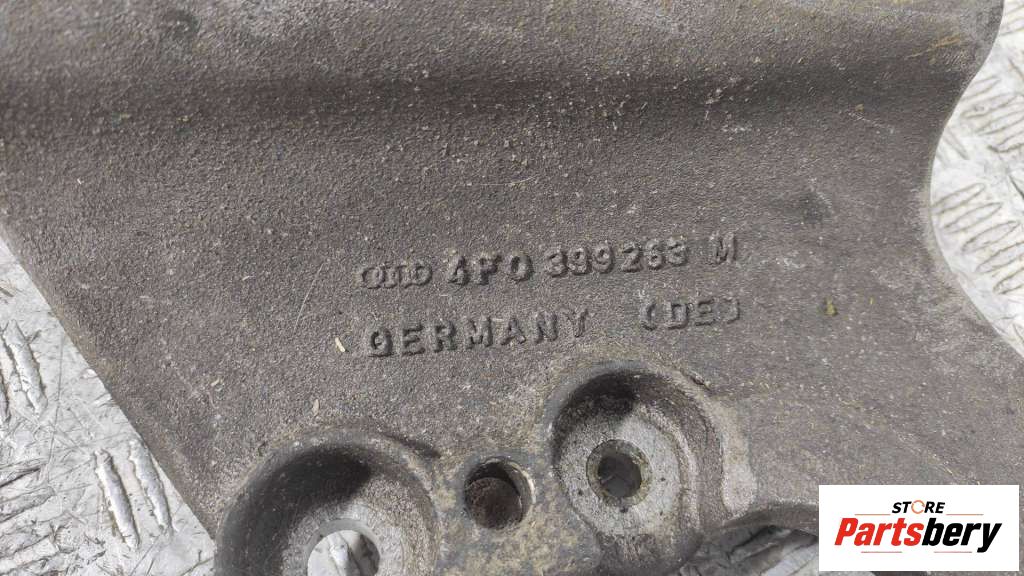 4F0 399263 M
GERMANY (DE)
STORE
Partsbery